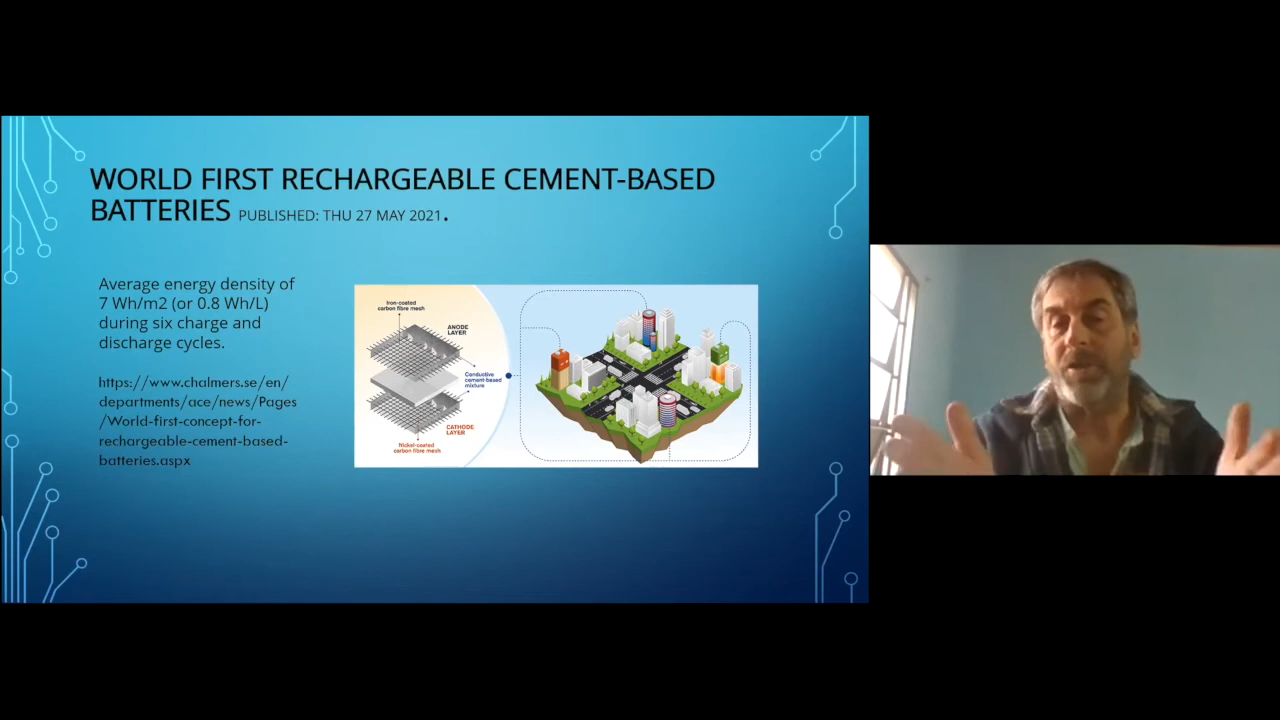 WORLD FIRST RECHARGEABLE CEMENT-BASED
BATTERIES PUBLISHED: THU 27 MAY 2021.
Average energy density of
7 Wh/m2 (or 0.8 Wh/L)
during six charge and
discharge cycles.
https://www.chalmers.se/en/
departments/ace/news/Pages
/World-first-concept-for-
rechargeable-cement-based-
batteries.aspx
Iron-coated
carbon fibre mesh
ANODE
LAYER
Conductive
cement-based
mixture
CATHODE
LAYER
Nickel-coated
carbon fibre mesh